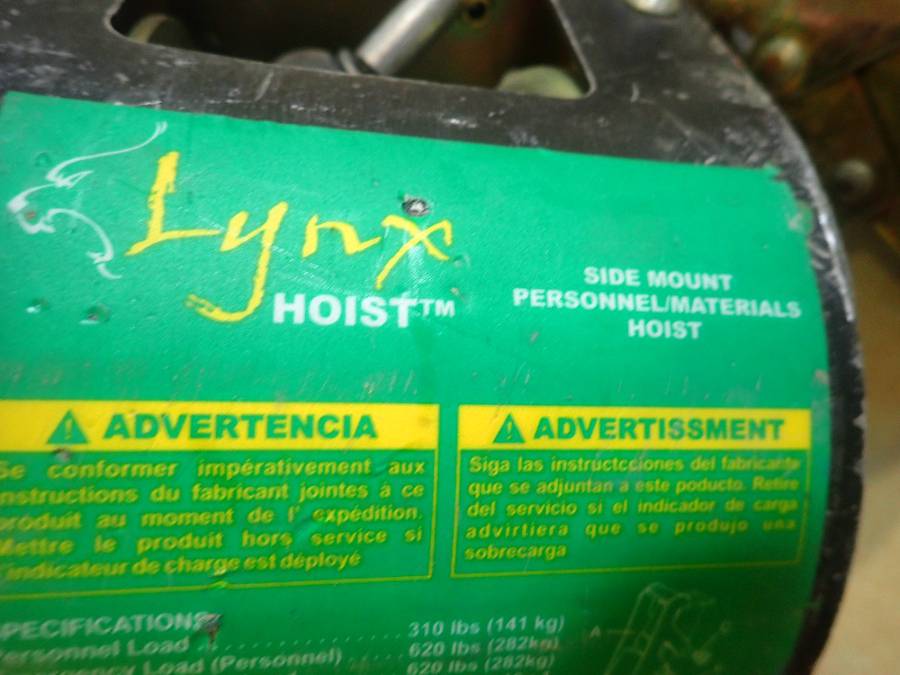 Lynx
HOIST™
SIDE MOUNT
PERSONNEL/MATERIALS
HOIST
ADVERTENCIA
Se conformer impérativement aux
instructions du fabricant jointes à ce
produit au moment de l' expédition.
Mettre le produit hors service si
l'indicateur de charge est déployé
ADVERTISSMENT
Siga las instructcciones del fabricante
que se adjuntan a este poducto. Retire
del servicio si el indicador de carga
advirtiera que se produjo una
sobrecarga
SPECIFICATIONS
Personnel Load ............ 310 lbs (141 kg)
Emergency Load (Personnel) ....... 620 lbs (282kg)
620 lbs (282kg)
A